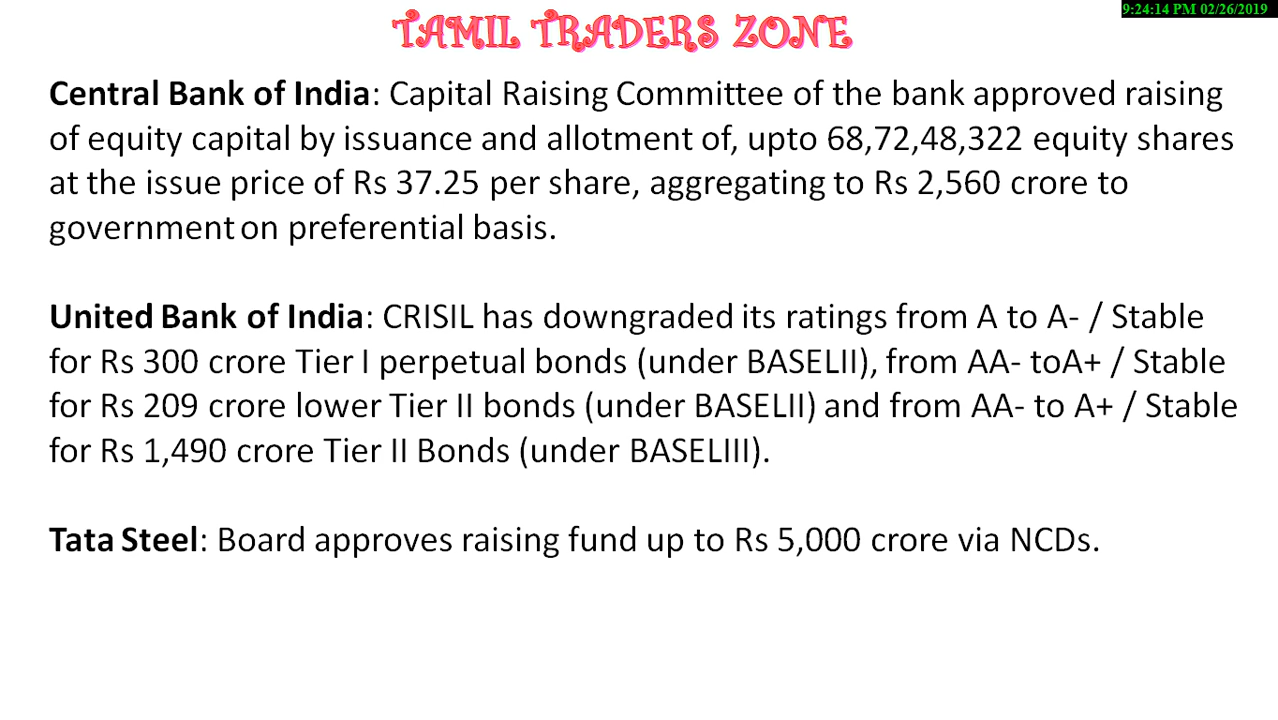 9:24:14 PM 02/26/2019
TAMIL TRADERS ZONE
Central Bank of India: Capital Raising Committee of the bank approved raising
of equity capital by issuance and allotment of, upto 68,72,48,322 equity shares
at the issue price of Rs 37.25 per share, aggregating to Rs 2,560 crore to
government on preferential basis.
United Bank of India: CRISIL has downgraded its ratings from A to A- / Stable
for Rs 300 crore Tier I perpetual bonds (under BASELII), from AA- toA+ / Stable
for Rs 209 crore lower Tier II bonds (under BASELII) and from AA- to A+ / Stable
for Rs 1,490 crore Tier II Bonds (under BASELIII).
Tata Steel: Board approves raising fund up to Rs 5,000 crore via NCDs.